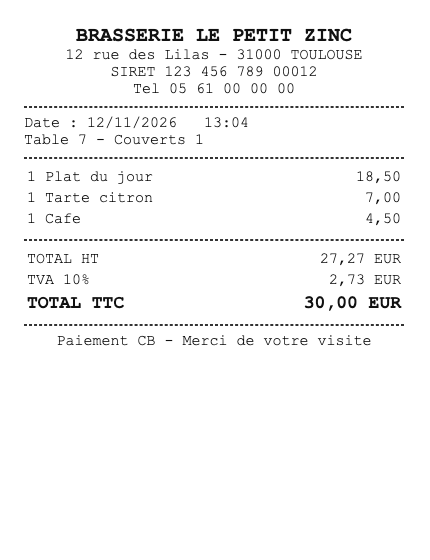 BRASSERIE LE PETIT ZINC
12 rue des Lilas - 31000 TOULOUSE
SIRET 123 456 789 00012
Tel 05 61 00 00 00
Date : 12/11/2026 13:04
Table 7 - Couverts 1
1 Plat du jour 18,50
1 Tarte citron 7,00
1 Cafe 4,50
TOTAL HT 27,27 EUR
TVA 10% 2,73 EUR
TOTAL TTC 30,00 EUR
Paiement CB - Merci de votre visite